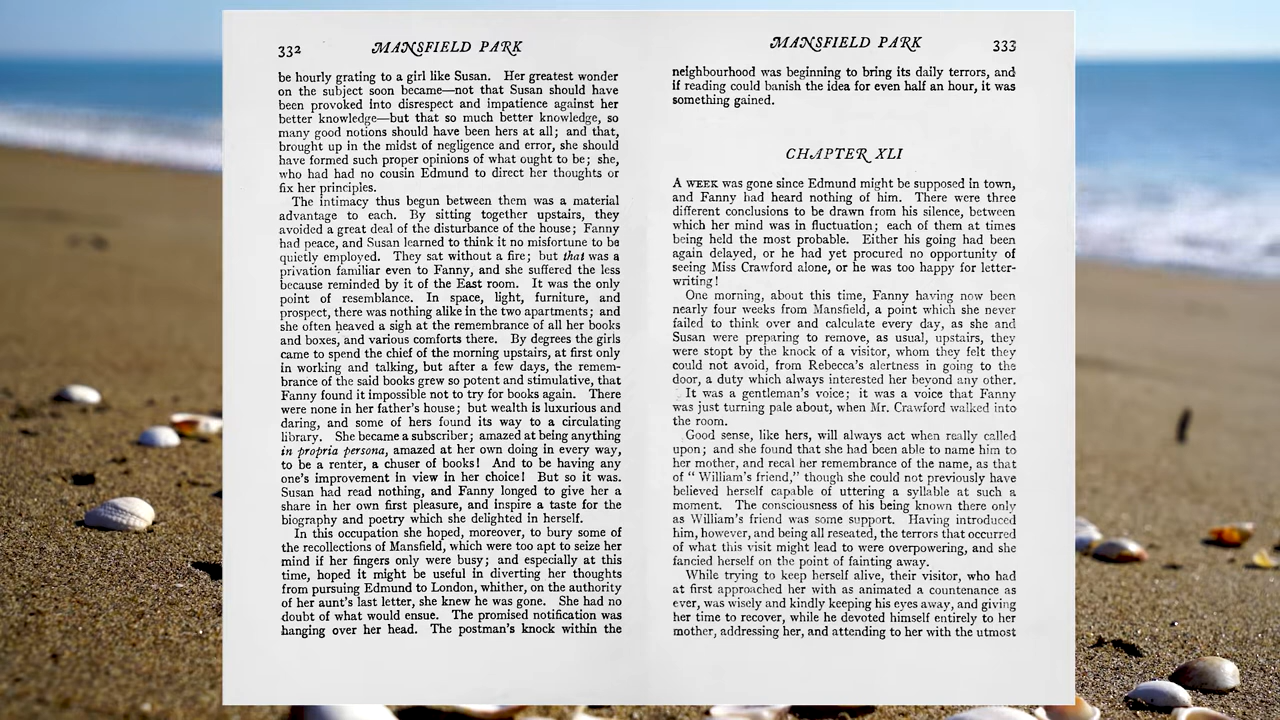 332 MANSFIELD PARK
be hourly grating to a girl like Susan. Her greatest wonder
on the subject soon became—not that Susan should have
been provoked into disrespect and impatience against her
better knowledge—but that so much better knowledge, so
many good notions should have been hers at all; and that,
brought up in the midst of negligence and error, she should
have formed such proper opinions of what ought to be; she,
who had had no cousin Edmund to direct her thoughts or
fix her principles.
The intimacy thus begun between them was a material
advantage to each. By sitting together upstairs, they
avoided a great deal of the disturbance of the house; Fanny
had peace, and Susan learned to think it no misfortune to be
quietly employed. They sat without a fire; but that was a
privation familiar even to Fanny, and she suffered the less
because reminded by it of the East room. It was the only
point of resemblance. In space, light, furniture, and
prospect, there was nothing alike in the two apartments; and
she often heaved a sigh at the remembrance of all her books
and boxes, and various comforts there. By degrees the girls
came to spend the chief of the morning upstairs, at first only
in working and talking, but after a few days, the remem-
brance of the said books grew so potent and stimulative, that
Fanny found it impossible not to try for books again. There
were none in her father's house; but wealth is luxurious and
daring, and some of hers found its way to a circulating
library. She became a subscriber; amazed at being anything
in propria persona, amazed at her own doing in every way,
to be a renter, a chuser of books! And to be having any
one's improvement in view in her choice! But so it was.
Susan had read nothing, and Fanny longed to give her a
share in her own first pleasure, and inspire a taste for the
biography and poetry which she delighted in herself.
In this occupation she hoped, moreover, to bury some of
the recollections of Mansfield, which were too apt to seize her
mind if her fingers only were busy; and especially at this
time, hoped it might be useful in diverting her thoughts
from pursuing Edmund to London, whither, on the authority
of her aunt's last letter, she knew he was gone. She had no
doubt of what would ensue. The promised notification was
hanging over her head. The postman's knock within the
MANSFIELD PARK 333
neighbourhood was beginning to bring its daily terrors, and
if reading could banish the idea for even half an hour, it was
something gained.
CHAPTER XLI
A WEEK was gone since Edmund might be supposed in town,
and Fanny had heard nothing of him. There were three
different conclusions to be drawn from his silence, between
which her mind was in fluctuation; each of them at times
being held the most probable. Either his going had been
again delayed, or he had yet procured no opportunity of
seeing Miss Crawford alone, or he was too happy for letter-
writing!
One morning, about this time, Fanny having now been
nearly four weeks from Mansfield, a point which she never
failed to think over and calculate every day, as she and
Susan were preparing to remove, as usual, upstairs, they
were stopt by the knock of a visitor, whom they felt they
could not avoid, from Rebecca's alertness in going to the
door, a duty which always interested her beyond any other.
It was a gentleman's voice; it was a voice that Fanny
was just turning pale about, when Mr. Crawford walked into
the room.
Good sense, like hers, will always act when really called
upon; and she found that she had been able to name him to
her mother, and recal her remembrance of the name, as that
of "William's friend," though she could not previously have
believed herself capable of uttering a syllable at such a
moment. The consciousness of his being known there only
as William's friend was some support. Having introduced
him, however, and being all reseated, the terrors that occurred
of what this visit might lead to were overpowering, and she
fancied herself on the point of fainting away.
While trying to keep herself alive, their visitor, who had
at first approached her with as animated a countenance as
ever, was wisely and kindly keeping his eyes away, and giving
her time to recover, while he devoted himself entirely to her
mother, addressing her, and attending to her with the utmost